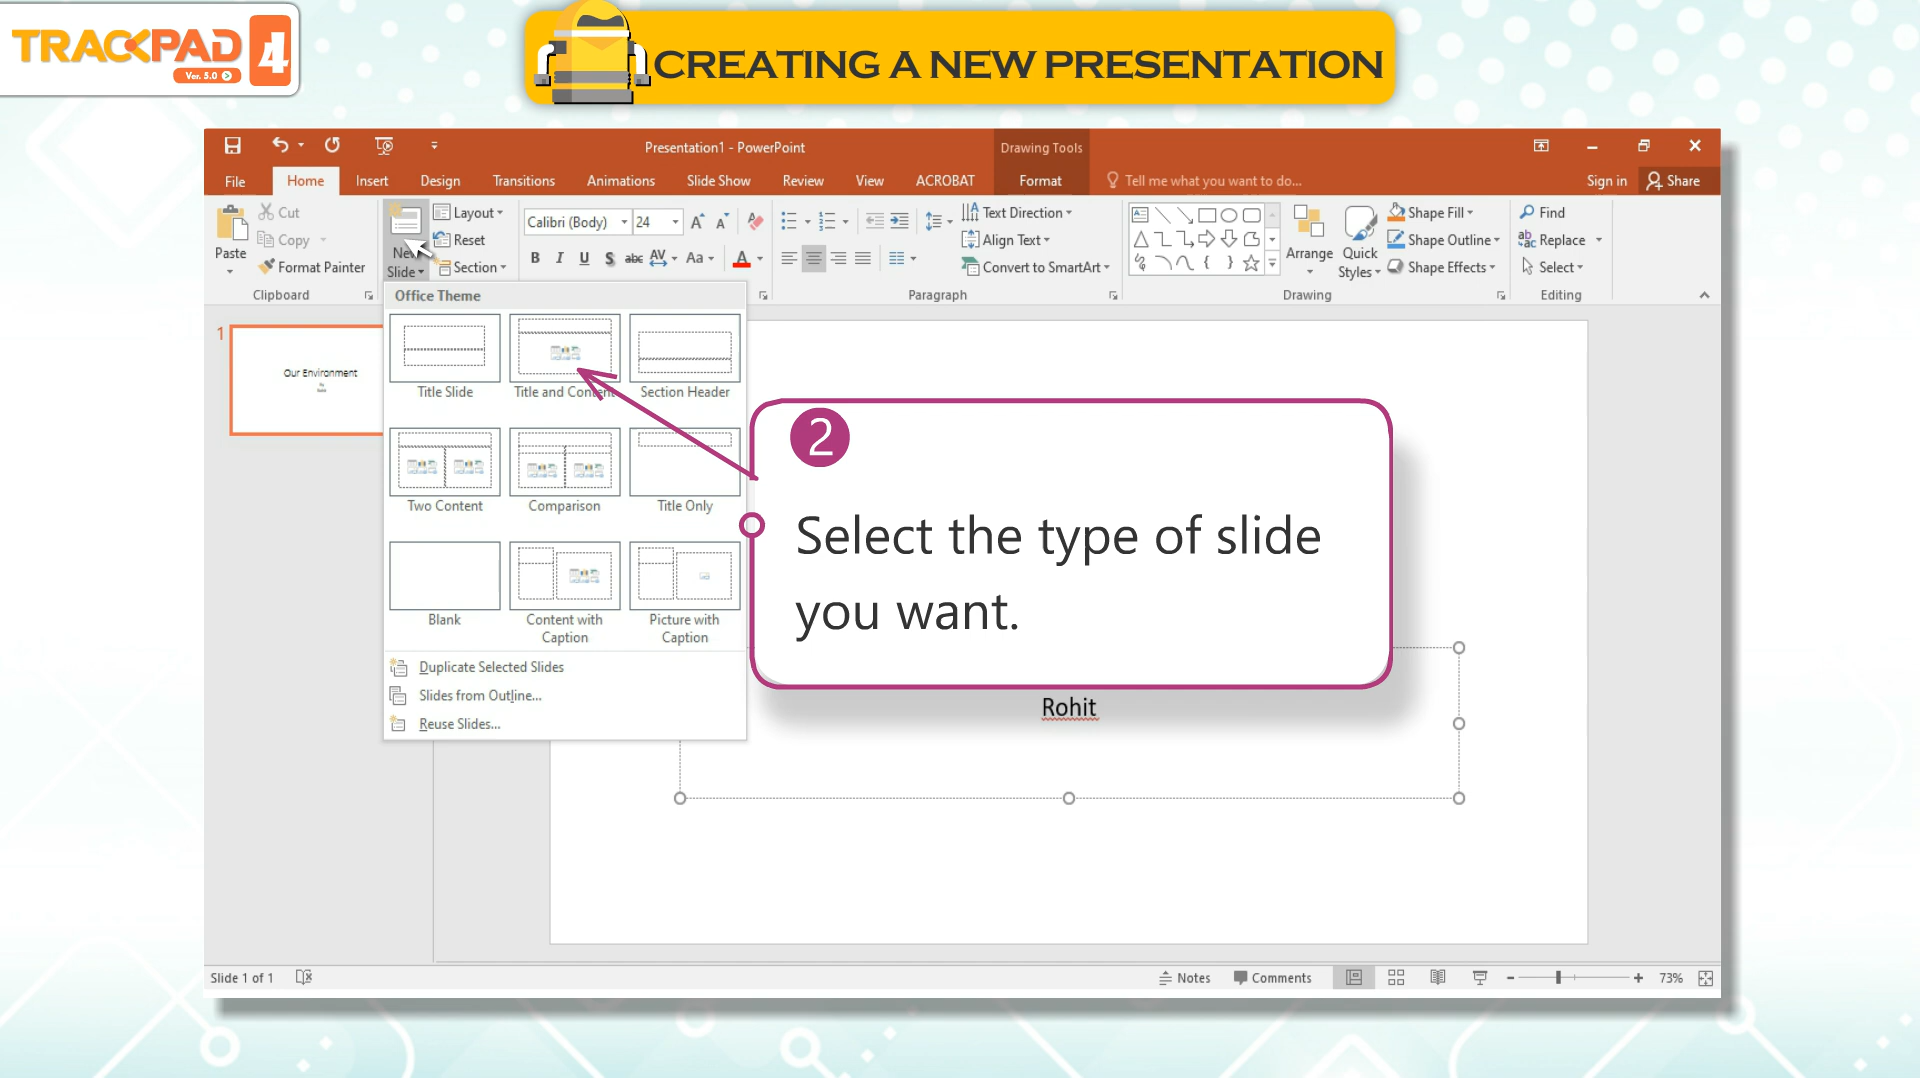 TRACKPAD 4
Ver. 5.0
CREATING A NEW PRESENTATION
Presentation1 - PowerPoint
Drawing Tools
File Home Insert Design Transitions Animations Slide Show Review View ACROBAT Format Tell me what you want to do... Sign in Share
Paste
Cut
Copy
Format Painter
Clipboard
New
Slide
Layout
Reset
Section
Calibri (Body) 24
B I U S abc AV Aa A
Text Direction
Align Text
Convert to SmartArt
Paragraph
Arrange
Quick
Styles
Shape Fill
Shape Outline
Shape Effects
Drawing
Find
Replace
Select
Editing
Office Theme
Title Slide
Title and Content
Section Header
Two Content
Comparison
Title Only
Blank
Content with
Caption
Picture with
Caption
Duplicate Selected Slides
Slides from Outline...
Reuse Slides...
1
Our Environment
2
Select the type of slide
you want.
Rohit
Slide 1 of 1
Notes Comments 73%